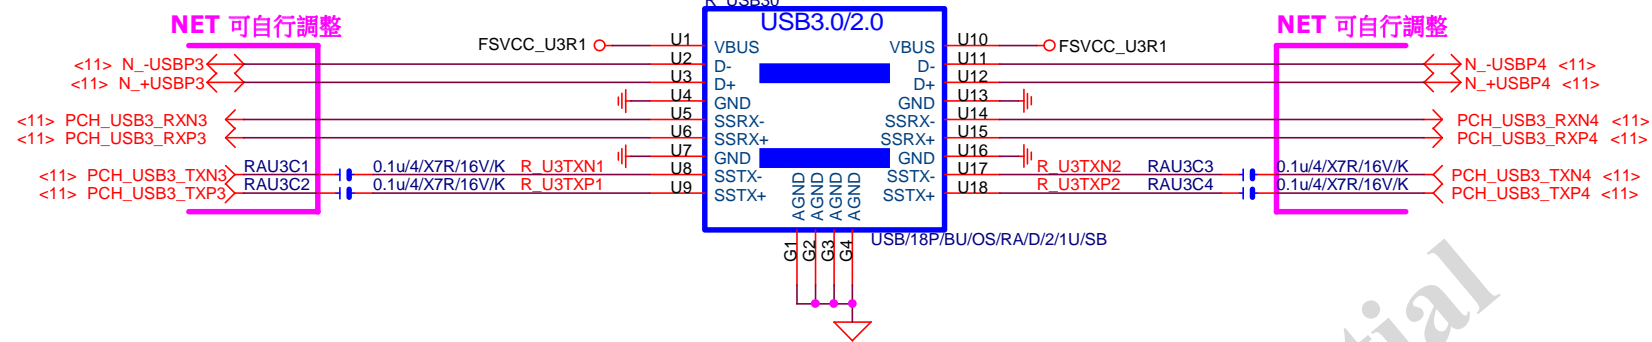 R_USB30
NET 可自行調整
USB3.0/2.0
NET 可自行調整
FSVCC_U3R1 U1 VBUS VBUS U10 FSVCC_U3R1
<11> N_-USBP3 U2 D- D- U11 N_-USBP4 <11>
<11> N_+USBP3 U3 D+ D+ U12 N_+USBP4 <11>
U4 GND GND U13
<11> PCH_USB3_RXN3 U5 SSRX- SSRX- U14 PCH_USB3_RXN4 <11>
<11> PCH_USB3_RXP3 U6 SSRX+ SSRX+ U15 PCH_USB3_RXP4 <11>
U7 GND GND U16
<11> PCH_USB3_TXN3 RAU3C1 0.1u/4/X7R/16V/K R_U3TXN1 U8 SSTX- SSTX- U17 R_U3TXN2 RAU3C3 0.1u/4/X7R/16V/K PCH_USB3_TXN4 <11>
<11> PCH_USB3_TXP3 RAU3C2 0.1u/4/X7R/16V/K R_U3TXP1 U9 SSTX+ SSTX+ U18 R_U3TXP2 RAU3C4 0.1u/4/X7R/16V/K PCH_USB3_TXP4 <11>
AGND AGND AGND AGND
G1 G2 G3 G4
USB/18P/BU/OS/RA/D/2/1U/SB